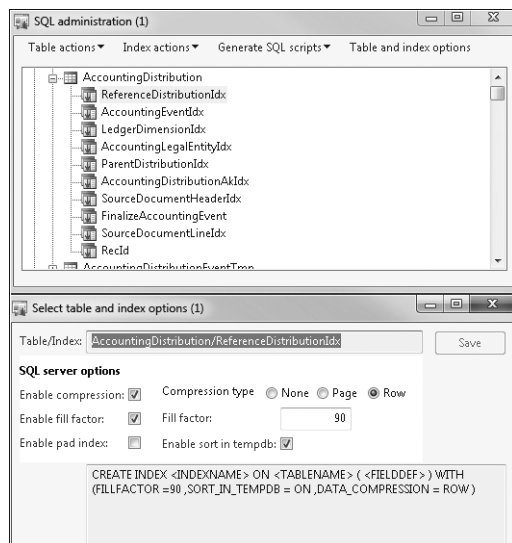 SQL administration (1)
Table actions Index actions Generate SQL scripts Table and index options
AccountingDistribution
ReferenceDistributionIdx
AccountingEventIdx
LedgerDimensionIdx
AccountingLegalEntityIdx
ParentDistributionIdx
AccountingDistributionAkIdx
SourceDocumentHeaderIdx
FinalizeAccountingEvent
SourceDocumentLineIdx
RecId
AccountingDistributionEventTmp
Select table and index options (1)
Table/Index: AccountingDistribution/ReferenceDistributionIdx Save
SQL server options
Enable compression: Compression type None Page Row
Enable fill factor: Fill factor: 90
Enable pad index: Enable sort in tempdb:
CREATE INDEX <INDEXNAME> ON <TABLENAME> ( <FIELDDEF> ) WITH
(FILLFACTOR =90 ,SORT_IN_TEMPDB = ON ,DATA_COMPRESSION = ROW )